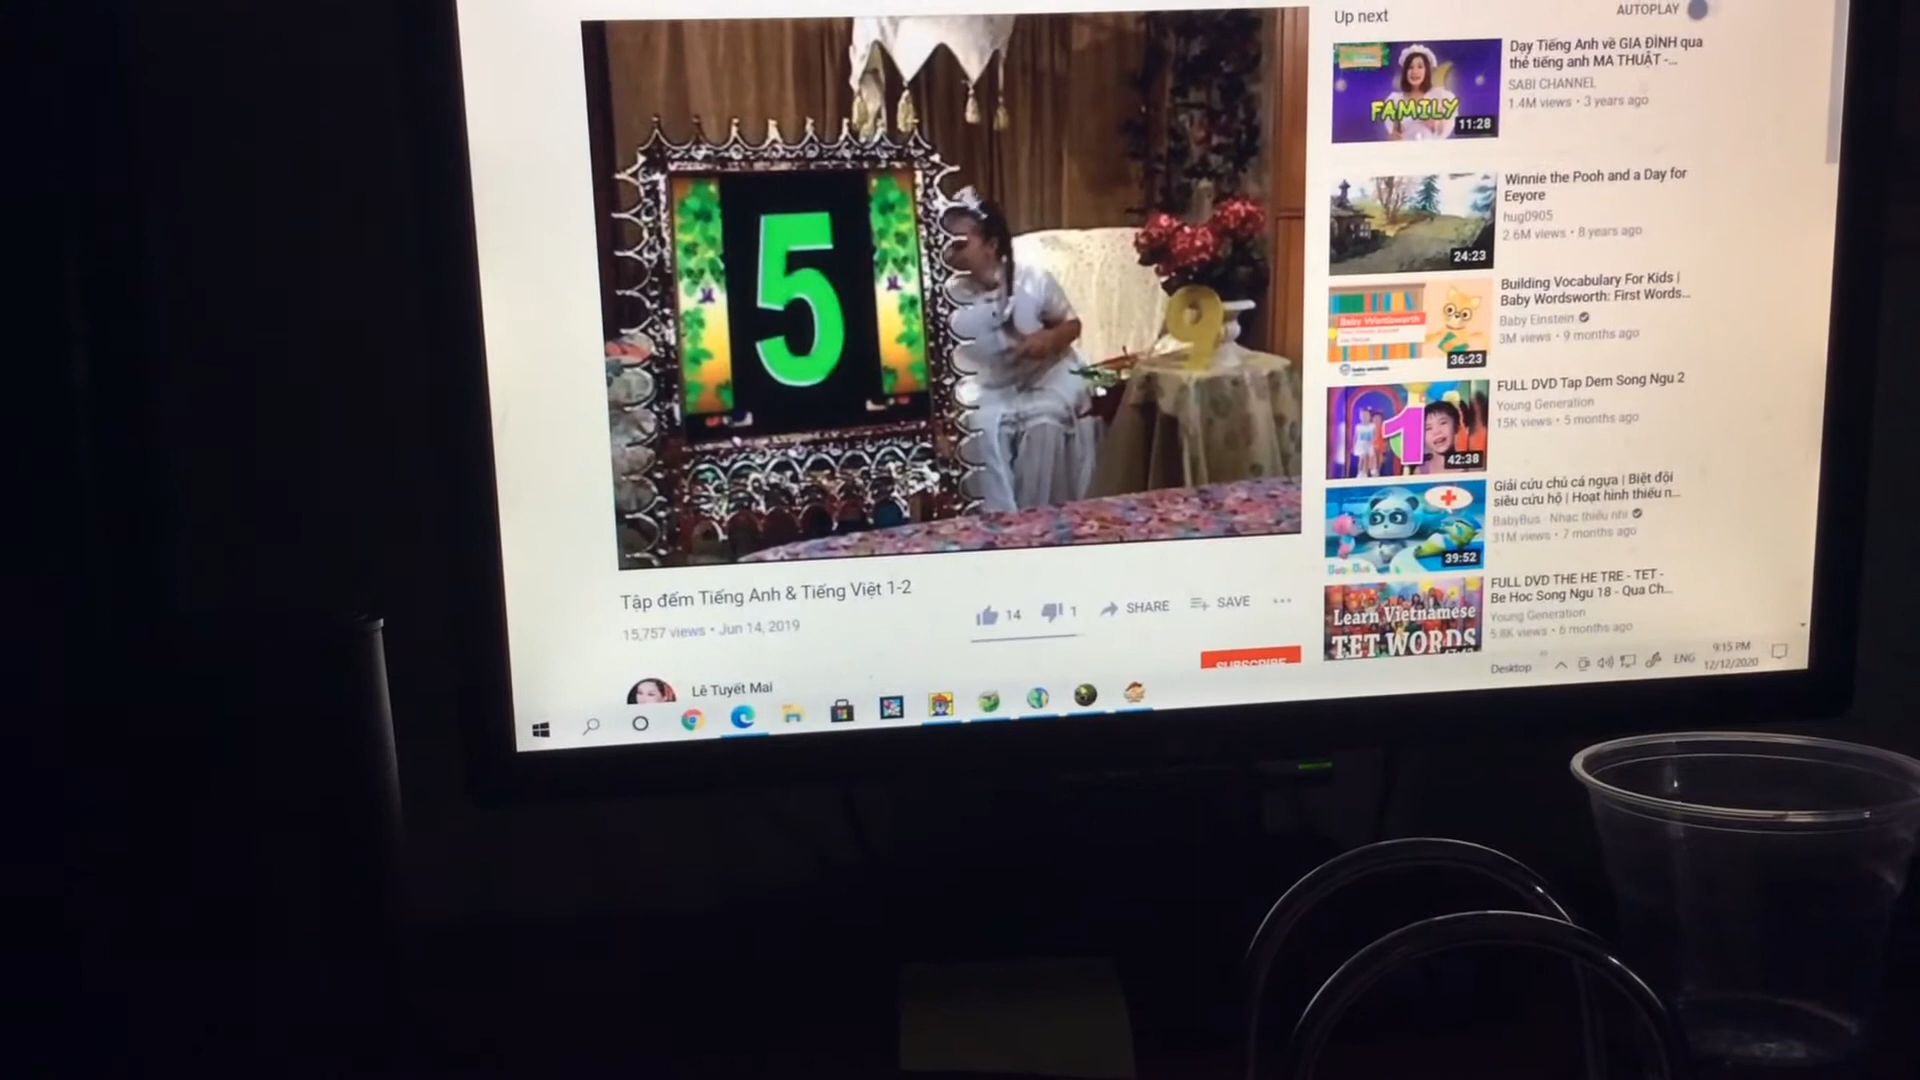 Up next
AUTOPLAY
5
9
Tập đếm Tiếng Anh & Tiếng Việt 1-2
15,757 views • Jun 14, 2019
14
1
SHARE
SAVE
SUBSCRIBE
Lê Tuyết Mai
FAMILY
11:28
Dạy Tiếng Anh về GIA ĐÌNH qua
thẻ tiếng anh MA THUẬT -...
SABI CHANNEL
1.4M views • 3 years ago
24:23
Winnie the Pooh and a Day for
Eeyore
hug0905
2.6M views • 8 years ago
Baby Wordsworth
36:23
Building Vocabulary For Kids |
Baby Wordsworth: First Words...
Baby Einstein
3M views • 9 months ago
1
42:38
FULL DVD Tap Dem Song Ngu 2
Young Generation
15K views • 5 months ago
39:52
Giải cứu chú cá ngựa | Biệt đội
siêu cứu hộ | Hoạt hình thiếu n...
BabyBus - Nhạc thiếu nhi
31M views • 7 months ago
Learn Vietnamese
TET WORDS
FULL DVD THE HE TRE - TET -
Be Hoc Song Ngu 18 - Qua Ch...
Young Generation
5.8K views • 6 months ago
Desktop
ENG
9:15 PM
12/12/2020